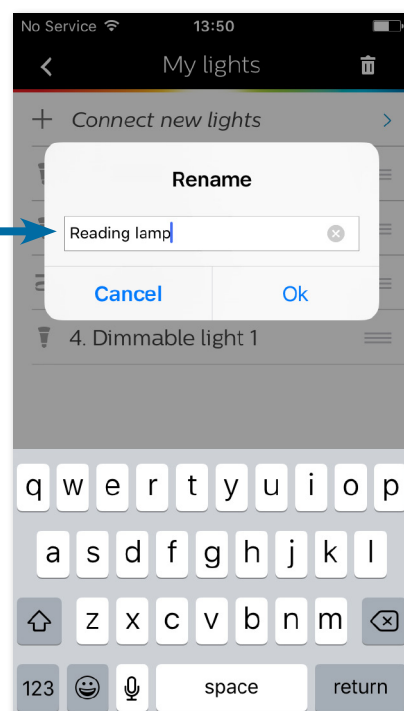 No Service 13:50
My lights
+ Connect new lights >
Rename
Reading lamp
Cancel Ok
4. Dimmable light 1
q w e r t y u i o p
a s d f g h j k l
z x c v b n m
123 space return